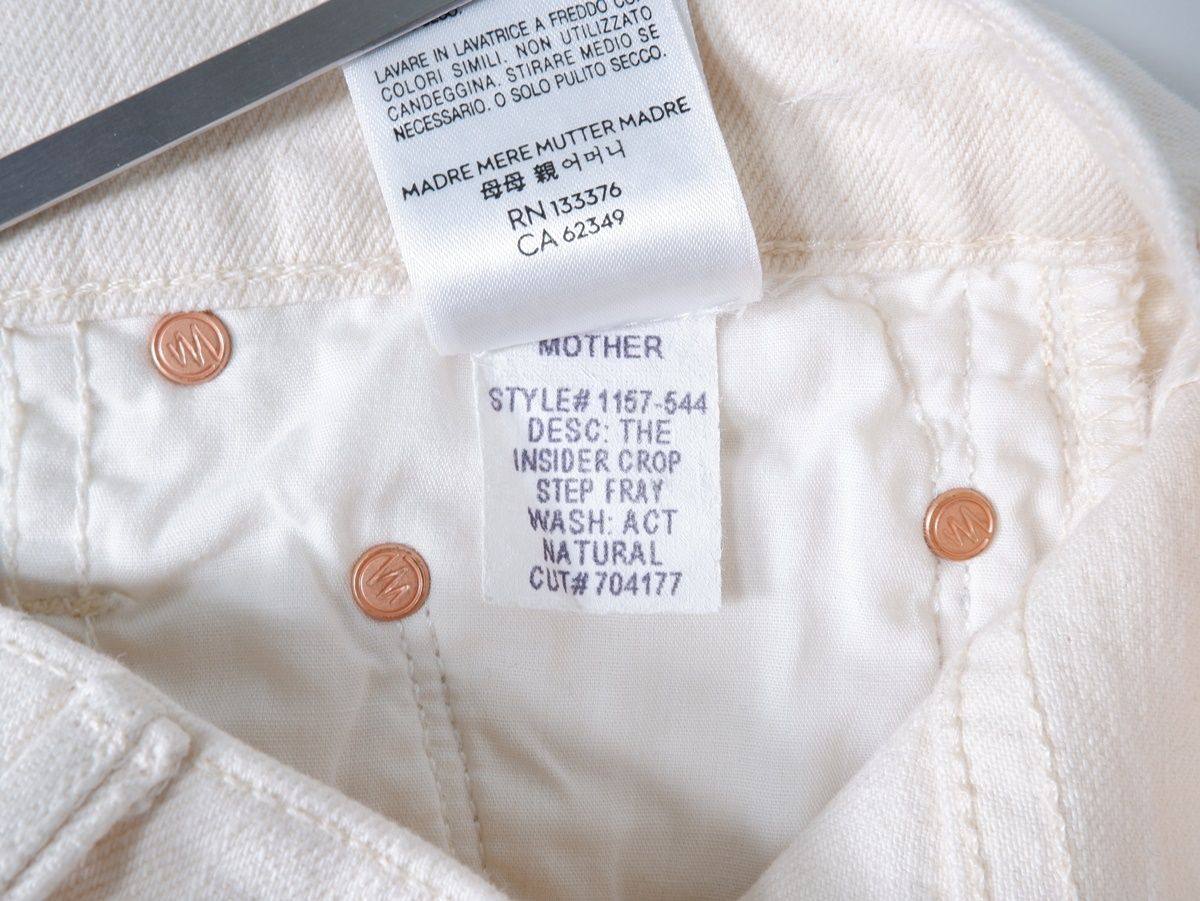 LAVARE IN LAVATRICE A FREDDO
COLORI SIMILI. NON UTILIZZATO
CANDEGGINA. STIRARE MEDIO SE
NECESSARIO. O SOLO PULITO SECCO.
MADRE MERE MUTTER MADRE
母母 親 어머니
RN 133376
CA 62349
MOTHER
STYLE# 1157-544
DESC: THE
INSIDER CROP
STEP FRAY
WASH: ACT
NATURAL
CUT# 704177